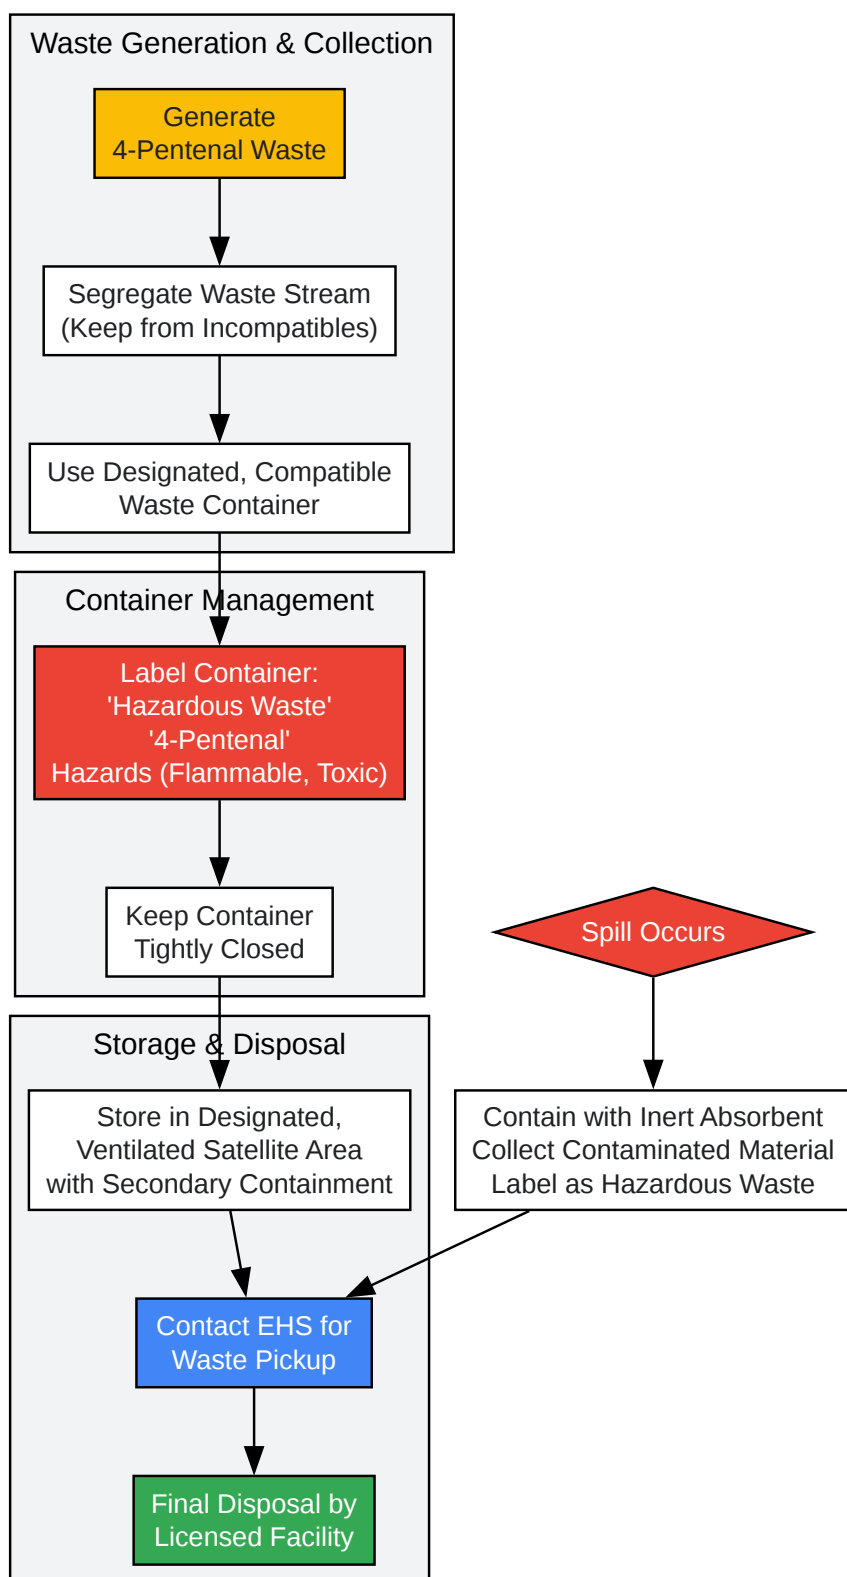 Waste Generation & Collection
Generate
4-Pentenal Waste
Segregate Waste Stream
(Keep from Incompatibles)
Use Designated, Compatible
Waste Container
Container Management
Label Container:
'Hazardous Waste'
'4-Pentenal'
Hazards (Flammable, Toxic)
Keep Container
Tightly Closed
Spill Occurs
Storage & Disposal
Store in Designated,
Ventilated Satellite Area
with Secondary Containment
Contain with Inert Absorbent
Collect Contaminated Material
Label as Hazardous Waste
Contact EHS for
Waste Pickup
Final Disposal by
Licensed Facility